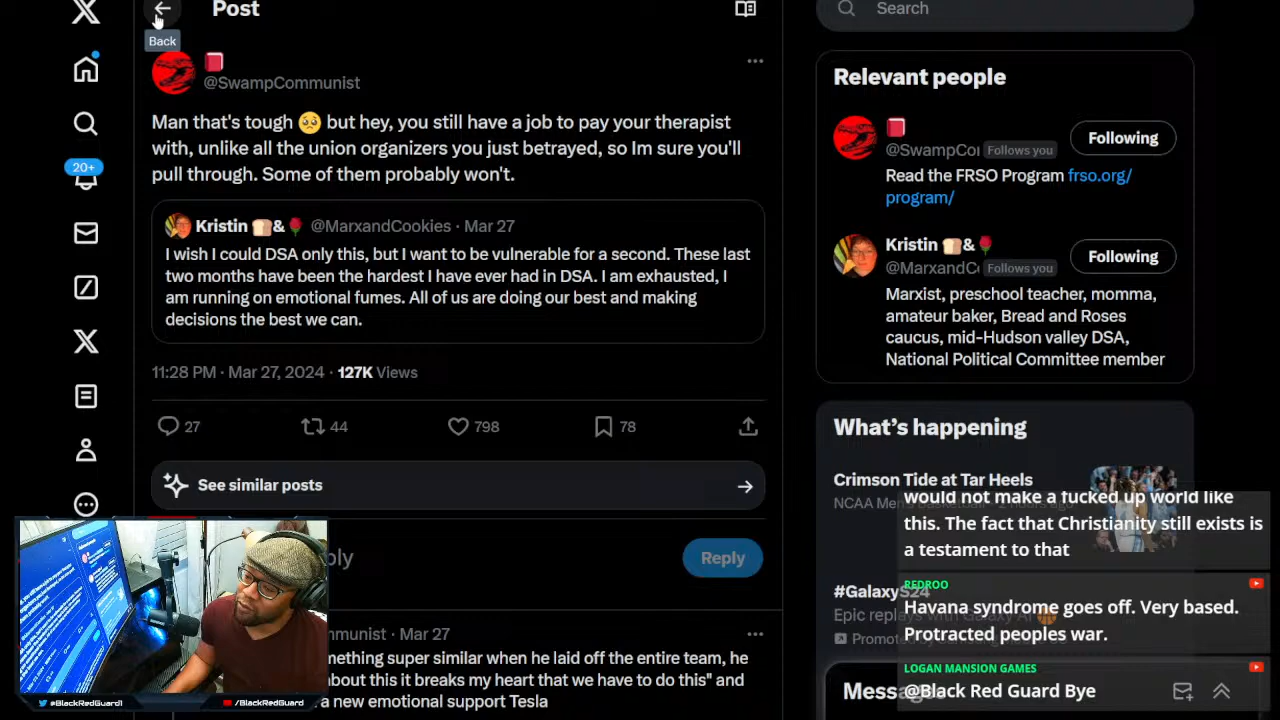 Post
Search
Back
@SwampCommunist
Man that's tough 🥺 but hey, you still have a job to pay your therapist
with, unlike all the union organizers you just betrayed, so Im sure you'll
pull through. Some of them probably won't.
Kristin 🍞&🌹 @MarxandCookies · Mar 27
I wish I could DSA only this, but I want to be vulnerable for a second. These last
two months have been the hardest I have ever had in DSA. I am exhausted, I
am running on emotional fumes. All of us are doing our best and making
decisions the best we can.
11:28 PM · Mar 27, 2024 · 127K Views
27
44
798
78
See similar posts
Reply
mmunist · Mar 27
mething super similar when he laid off the entire team, he
about this it breaks my heart that we have to do this" and
a new emotional support Tesla
20+
Relevant people
@SwampCo Follows you
Following
Read the FRSO Program frso.org/
program/
Kristin 🍞&🌹
@MarxandC Follows you
Following
Marxist, preschool teacher, momma,
amateur baker, Bread and Roses
caucus, mid-Hudson valley DSA,
National Political Committee member
What's happening
Crimson Tide at Tar Heels
would not make a fucked up world like
this. The fact that Christianity still exists is
a testament to that
REDROO
Havana syndrome goes off. Very based.
Protracted peoples war.
LOGAN MANSION GAMES
@Black Red Guard Bye
#Galaxy
Epic
Promo
Mess
@BlackRedGuard1
/BlackRedGuard